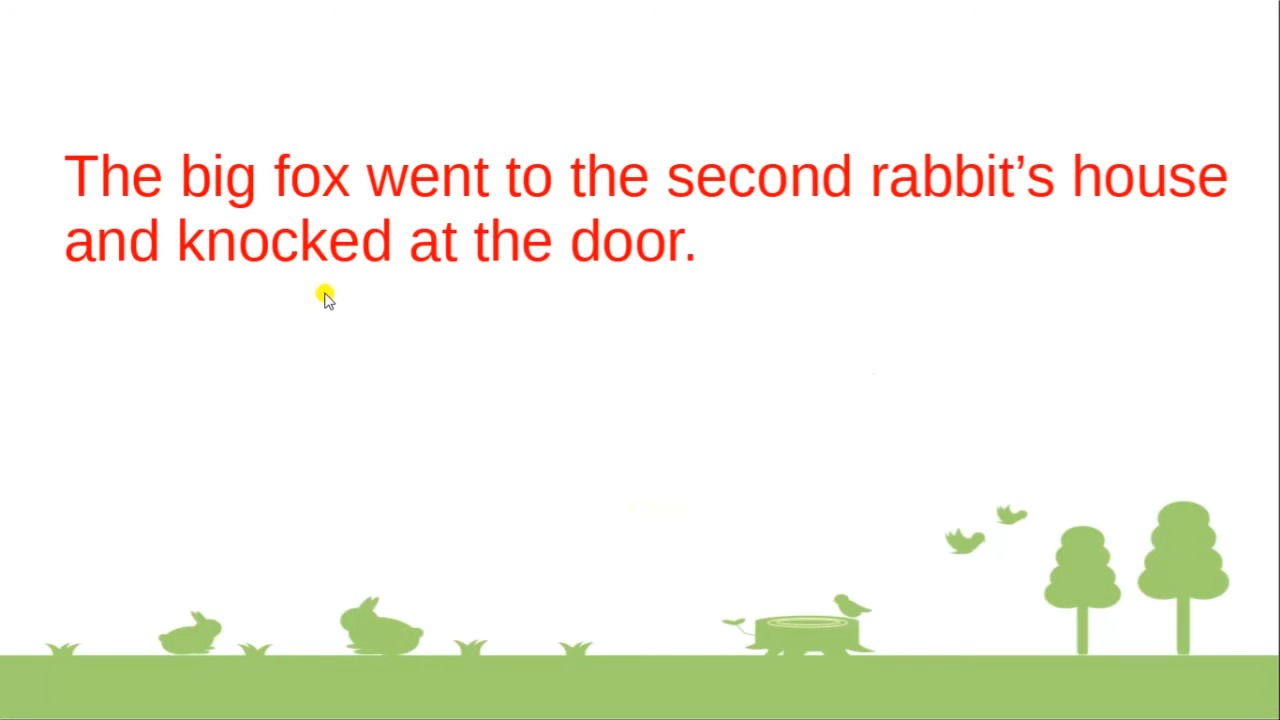 The big fox went to the second rabbit’s house
and knocked at the door.